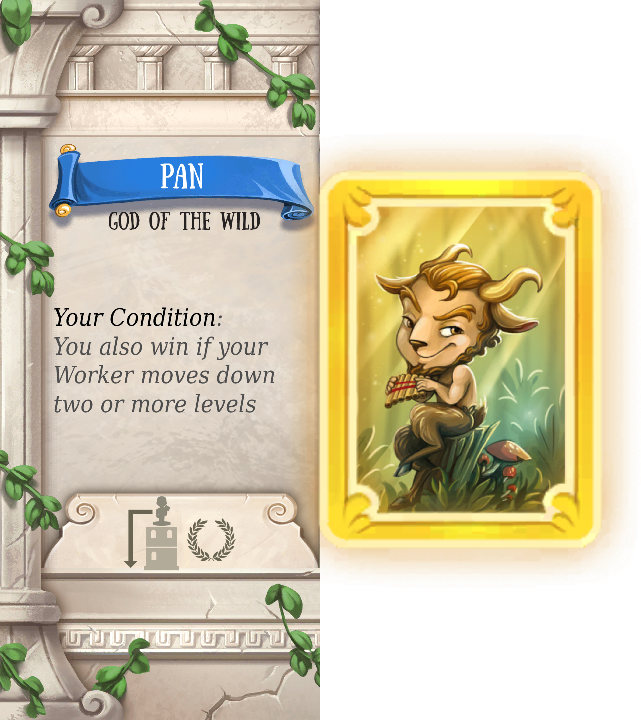 PAN
GOD OF THE WILD
Your Condition:
You also win if your
Worker moves down
two or more levels